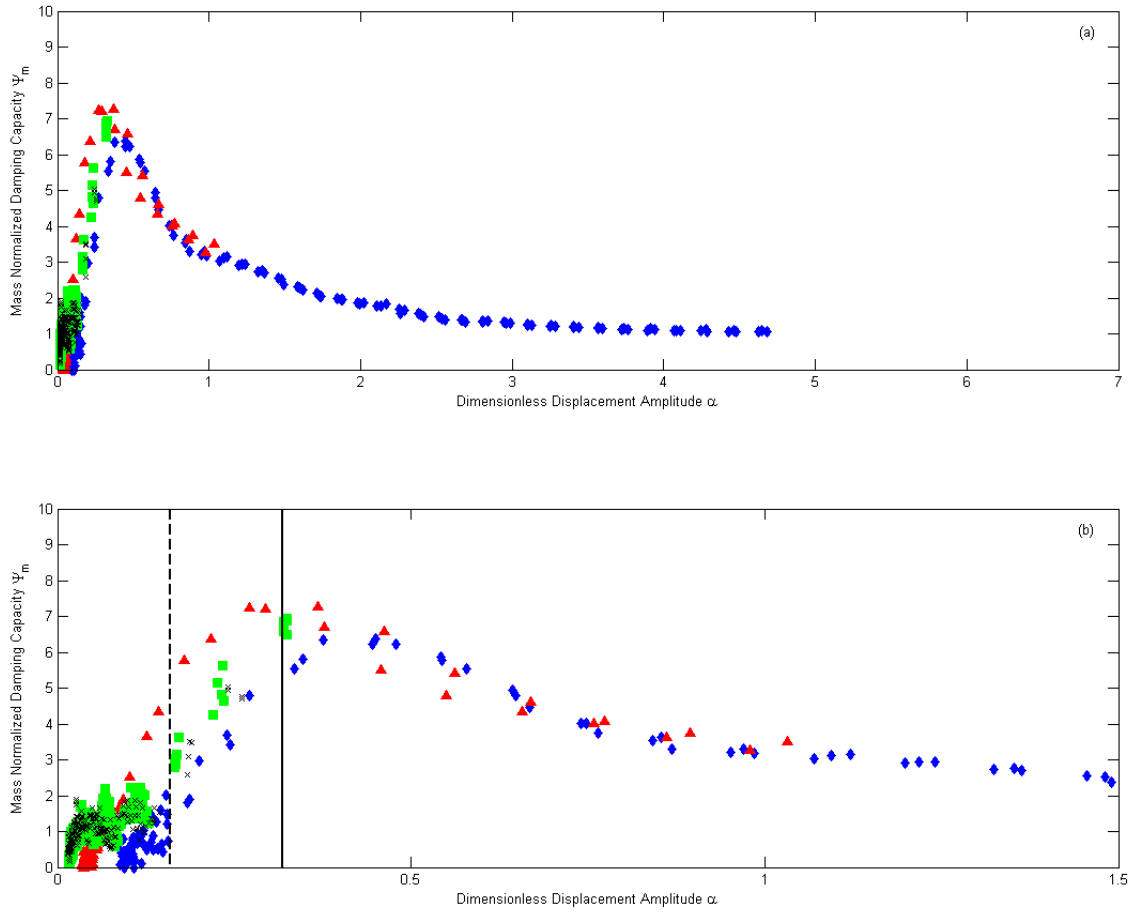 10
9
8
7
6
5
4
3
2
1
0
Mass Normalized Damping Capacity Ψm
(a)
0 1 2 3 4 5 6 7
Dimensionless Displacement Amplitude α
10
9
8
7
6
5
4
3
2
1
0
Mass Normalized Damping Capacity Ψm
(b)
0 0.5 1 1.5
Dimensionless Displacement Amplitude α